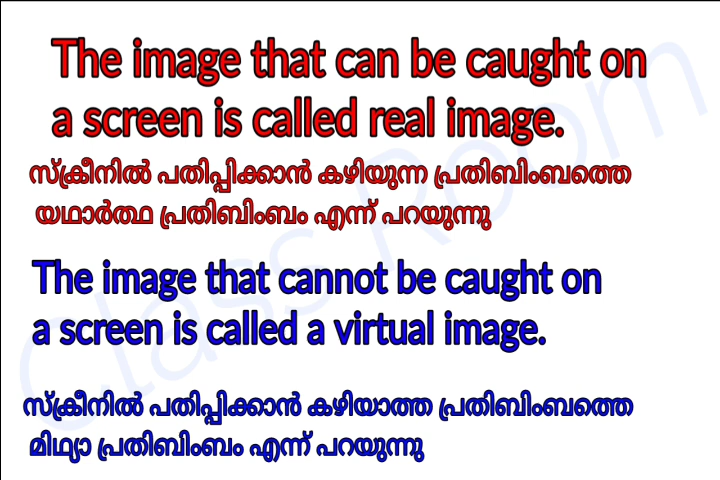 The image that can be caught on
a screen is called real image.
സ്ക്രീനിൽ പതിപ്പിക്കാൻ കഴിയുന്ന പ്രതിബിംബത്തെ
യഥാർത്ഥ പ്രതിബിംബം എന്ന് പറയുന്നു
The image that cannot be caught on
a screen is called a virtual image.
സ്ക്രീനിൽ പതിപ്പിക്കാൻ കഴിയാത്ത പ്രതിബിംബത്തെ
മിഥ്യാ പ്രതിബിംബം എന്ന് പറയുന്നു
Class Room